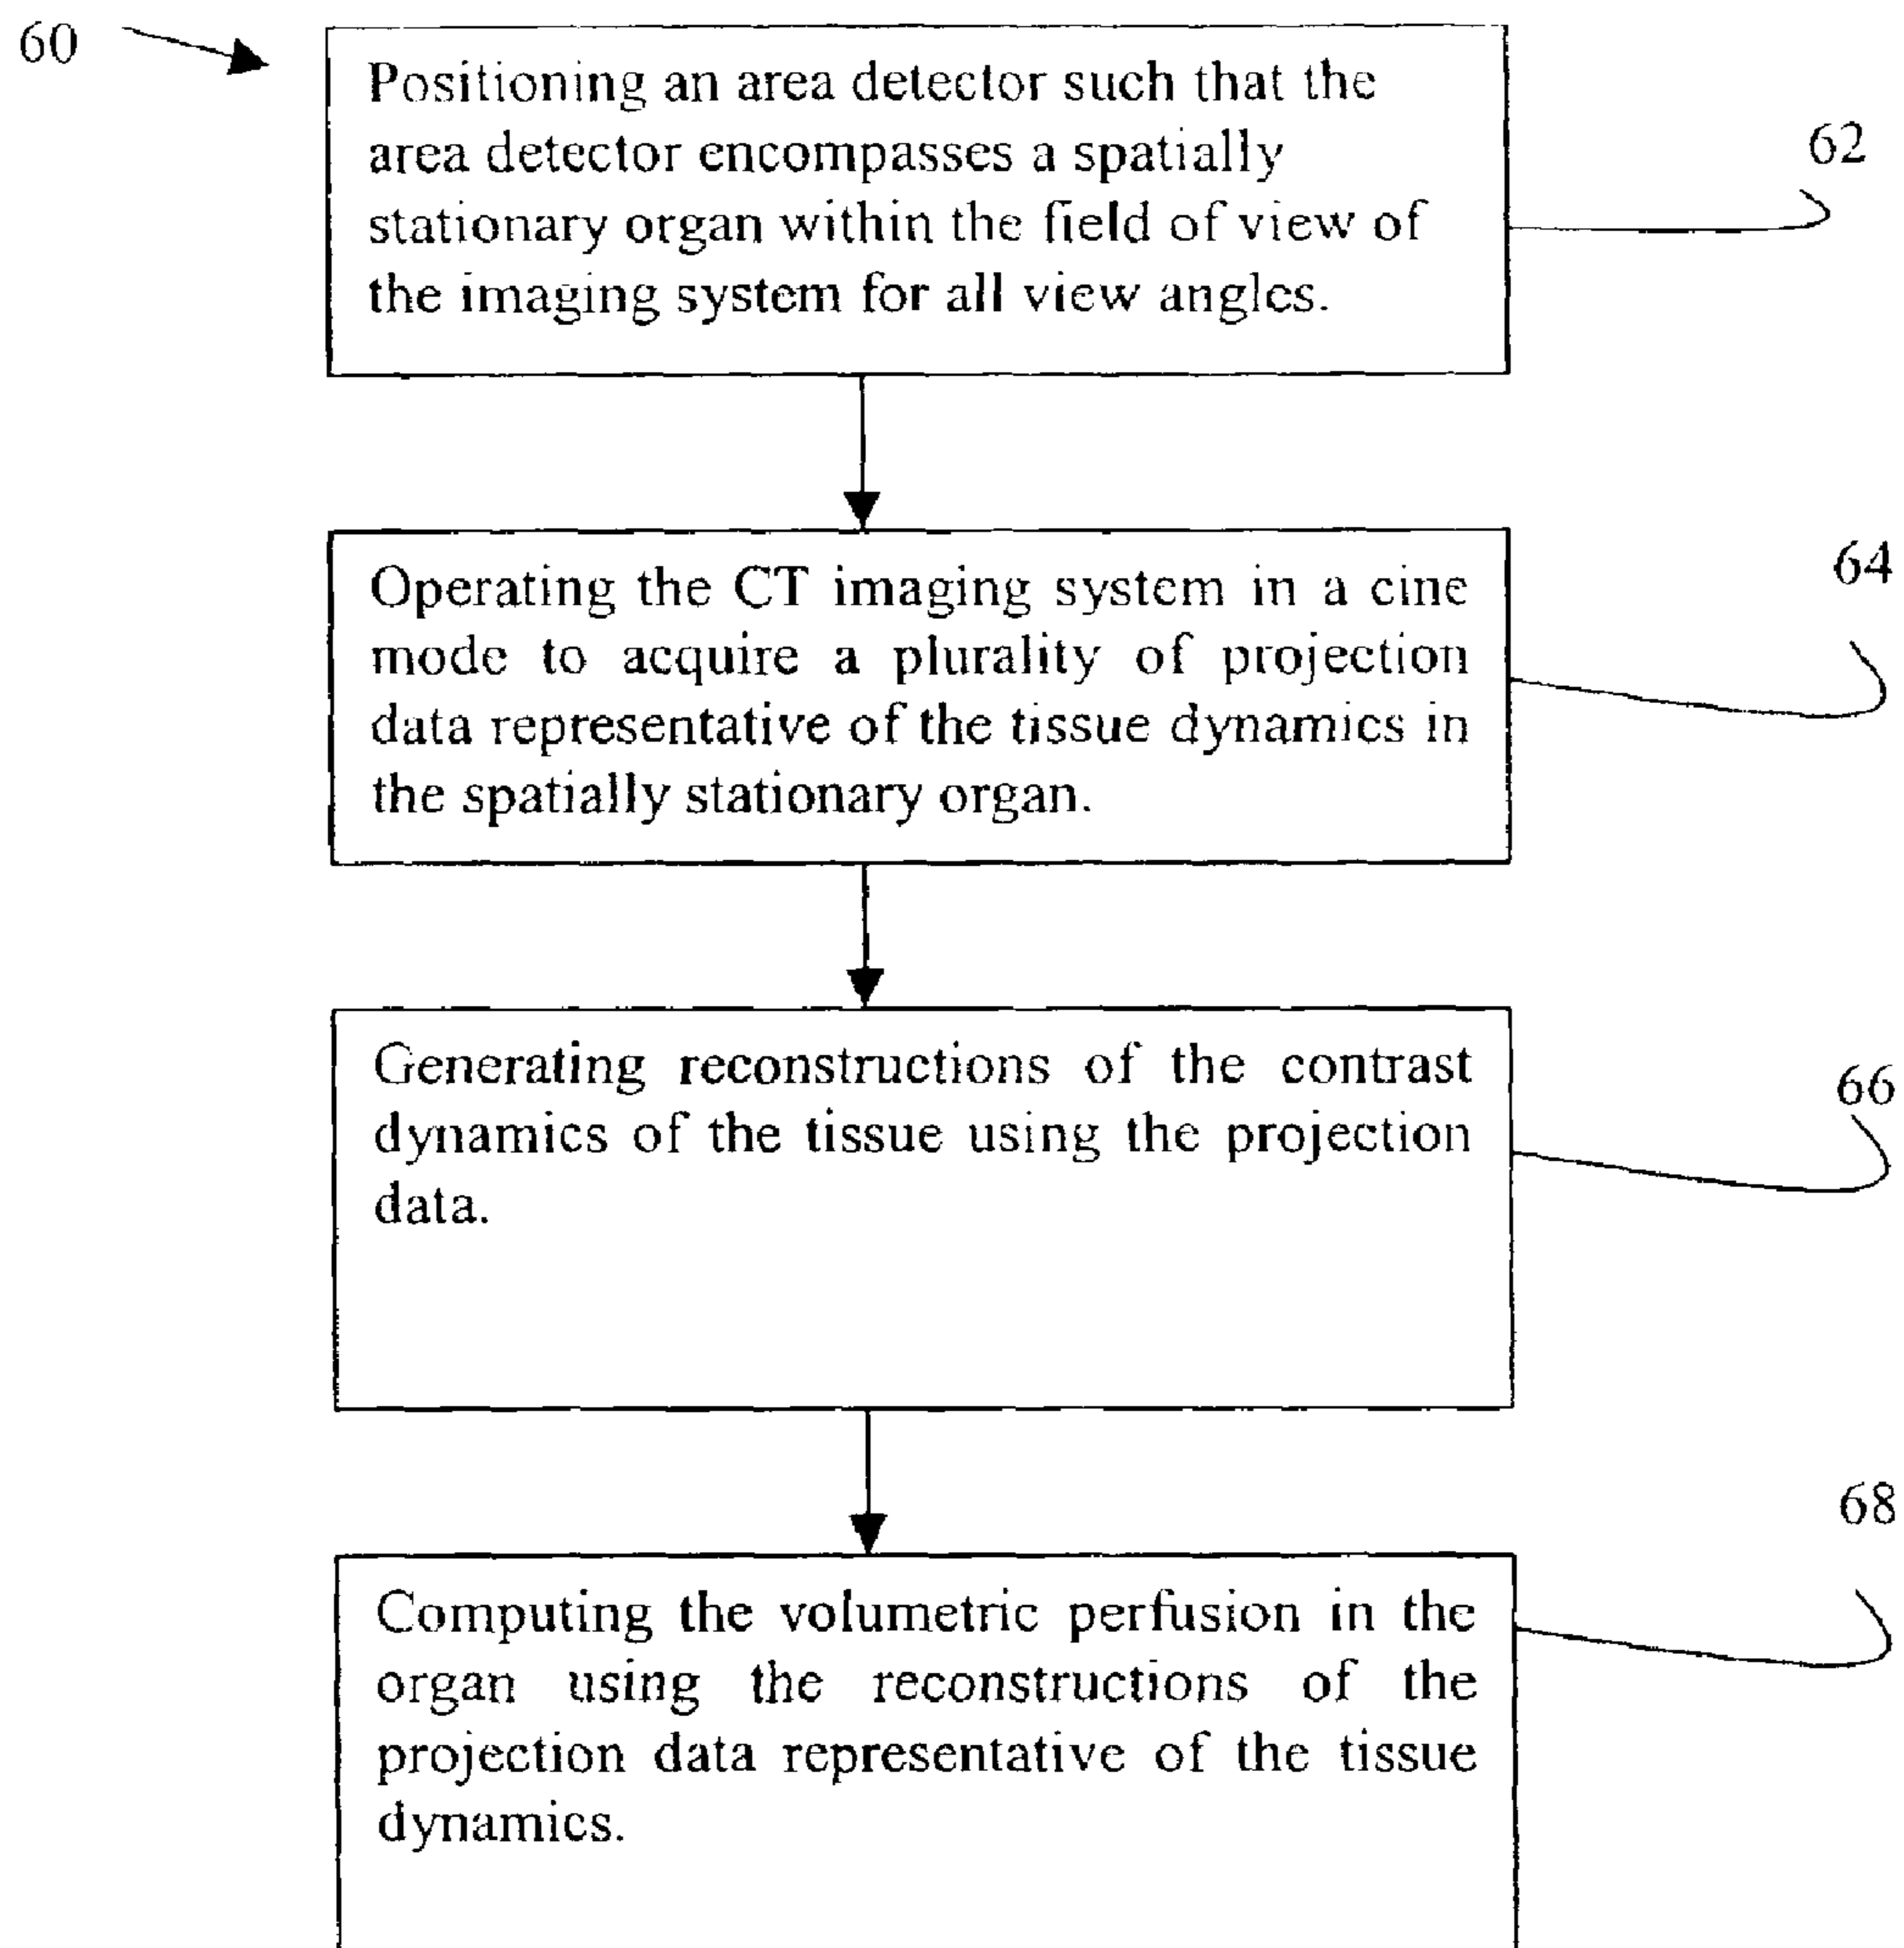 60
Positioning an area detector such that the
area detector encompasses a spatially
stationary organ within the field of view of
the imaging system for all view angles.
62
Operating the CT imaging system in a cine
mode to acquire a plurality of projection
data representative of the tissue dynamics in
the spatially stationary organ.
64
Generating reconstructions of the contrast
dynamics of the tissue using the projection
data.
66
Computing the volumetric perfusion in the
organ using the reconstructions of the
projection data representative of the tissue
dynamics.
68